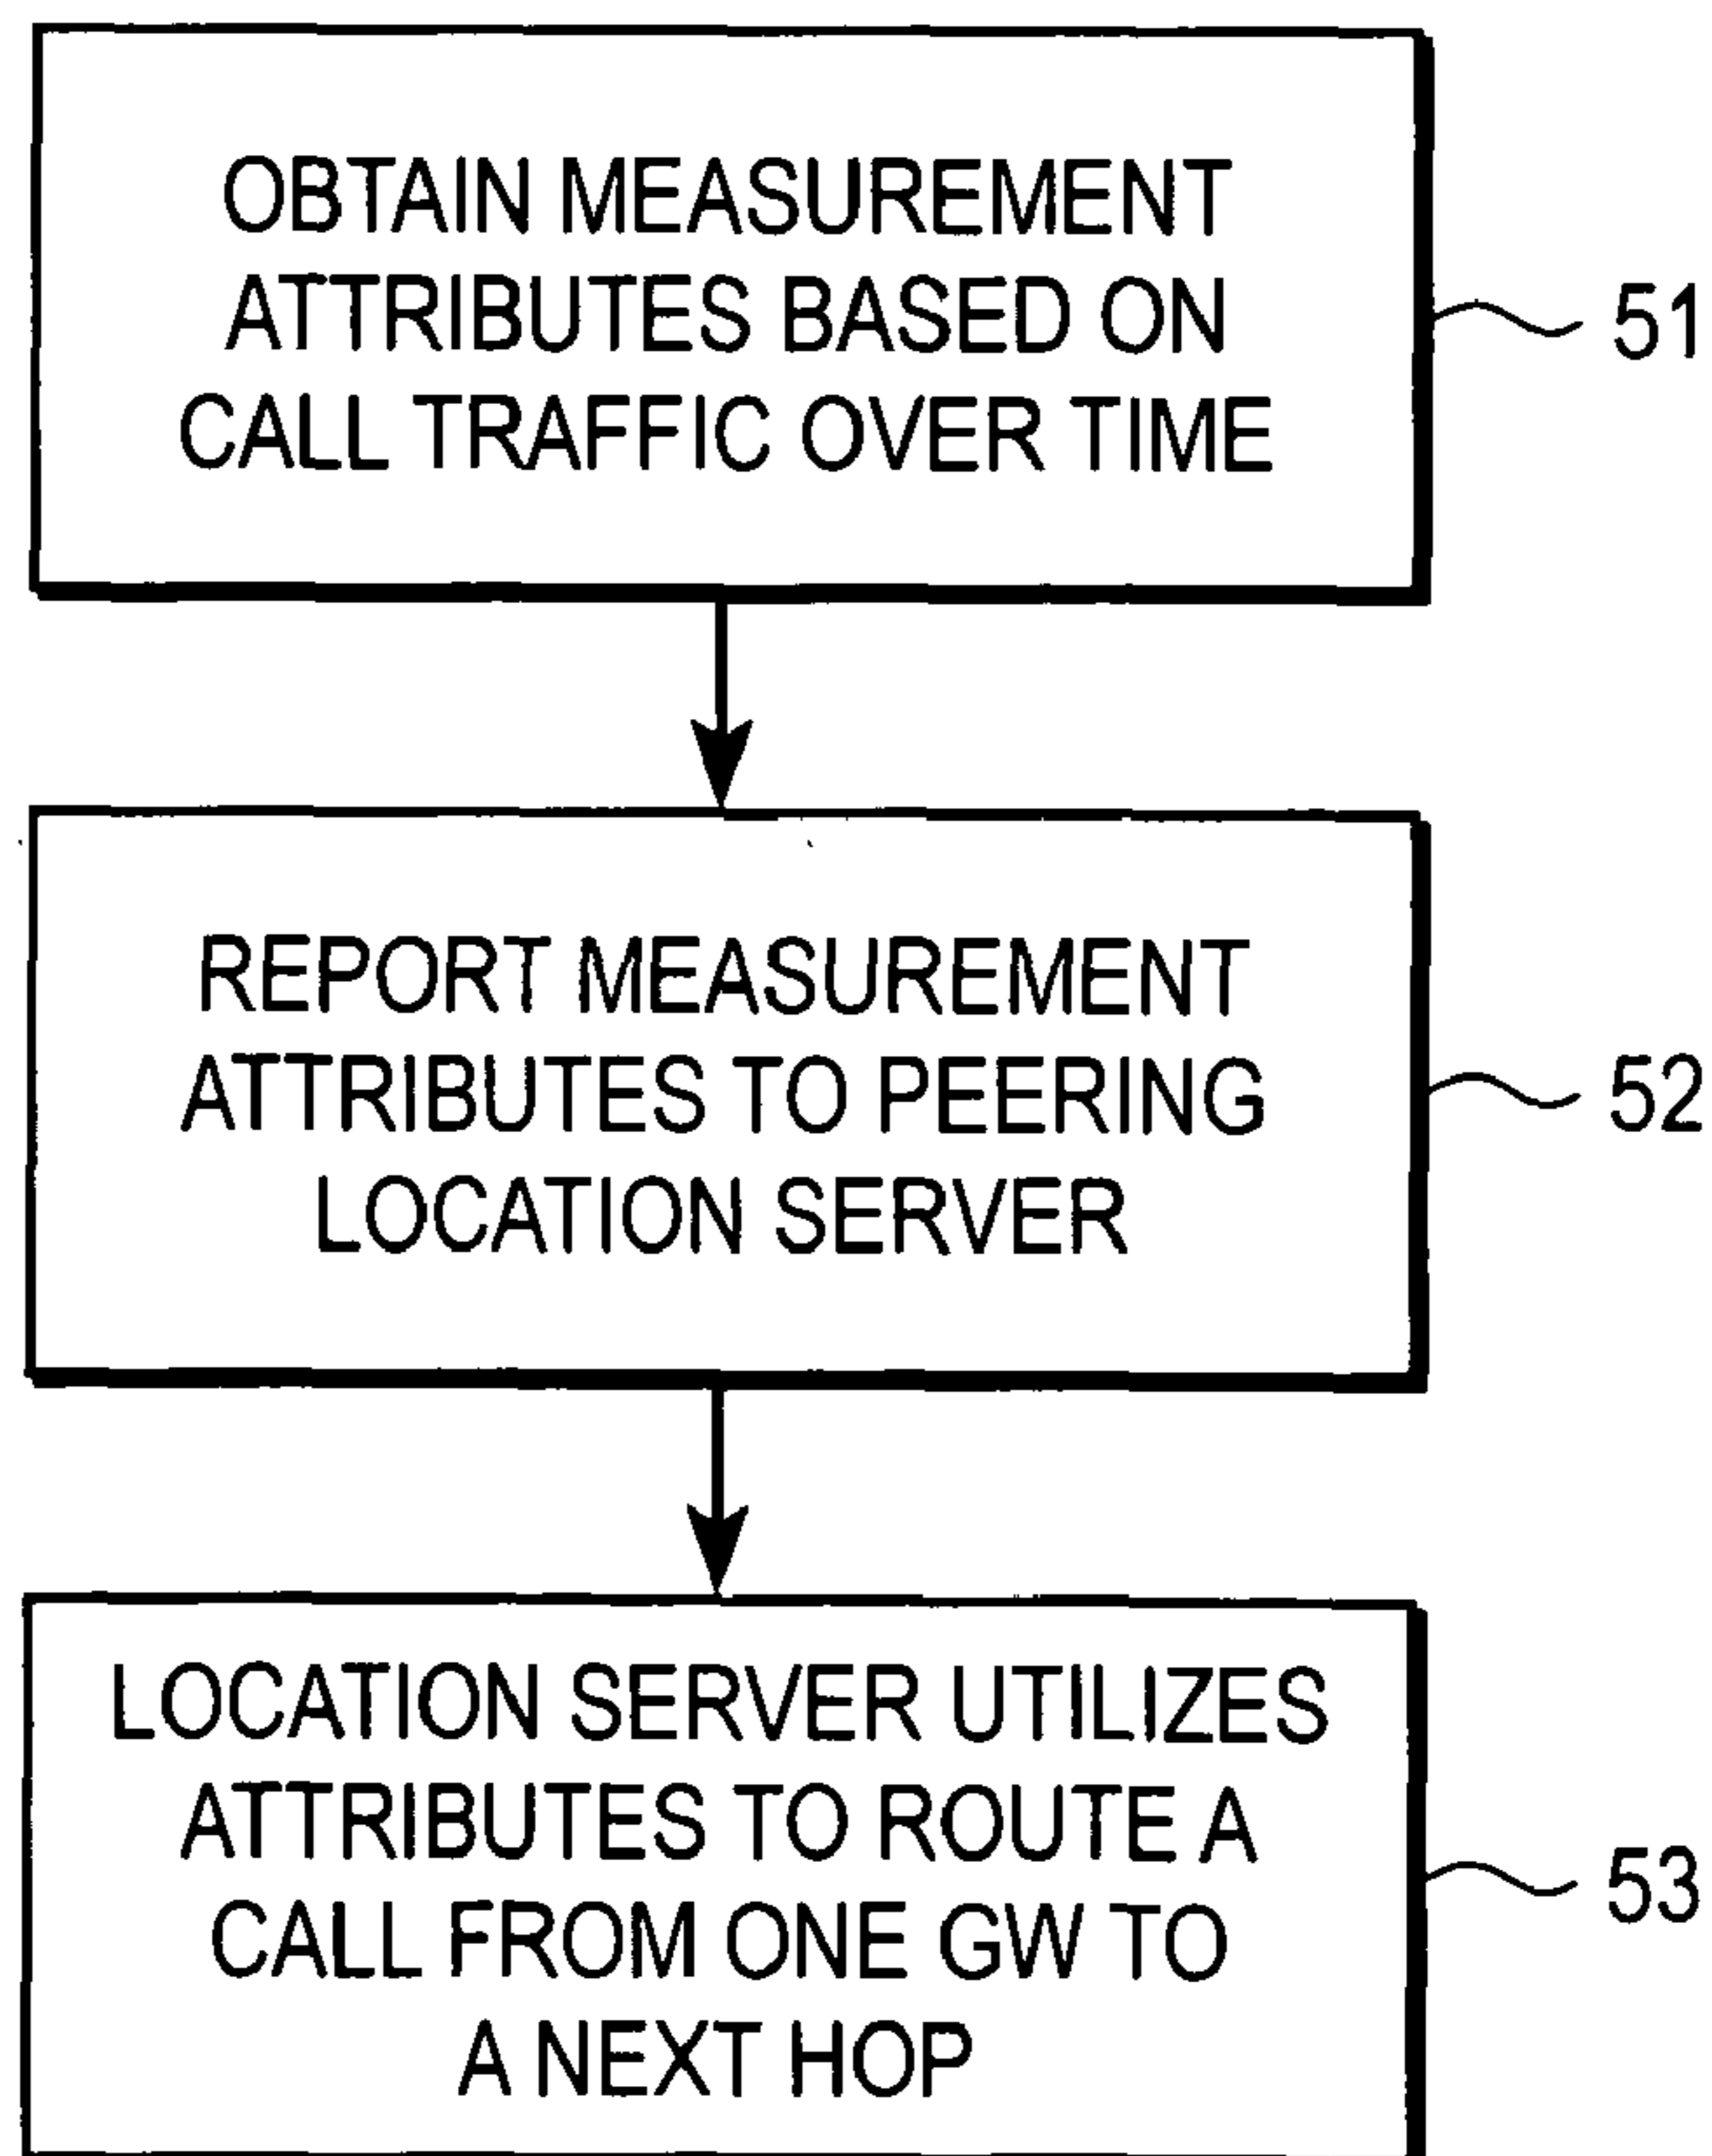 OBTAIN MEASUREMENT
ATTRIBUTES BASED ON
CALL TRAFFIC OVER TIME
51
REPORT MEASUREMENT
ATTRIBUTES TO PEERING
LOCATION SERVER
52
LOCATION SERVER UTILIZES
ATTRIBUTES TO ROUTE A
CALL FROM ONE GW TO
A NEXT HOP
53